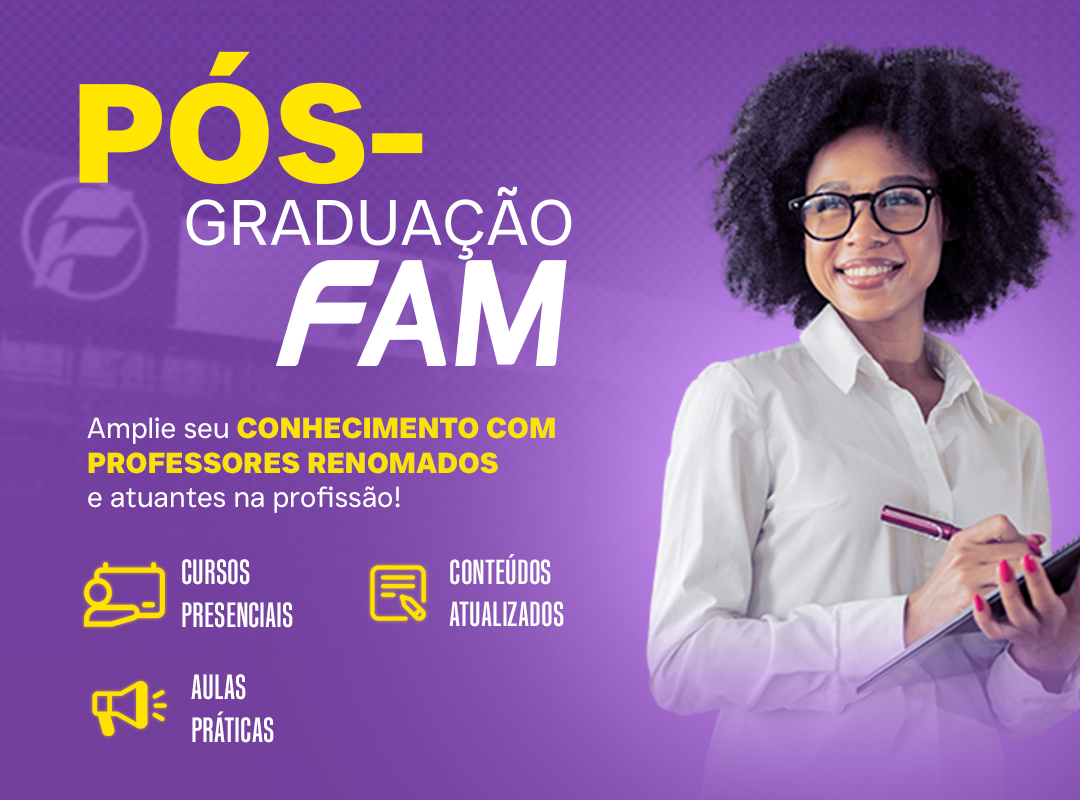 PÓS-
GRADUAÇÃO
FAM
Amplie seu CONHECIMENTO COM
PROFESSORES RENOMADOS
e atuantes na profissão!
CURSOS
PRESENCIAIS
CONTEÚDOS
ATUALIZADOS
AULAS
PRÁTICAS